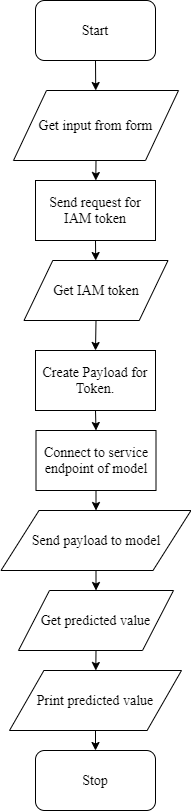 Start
Get input from form
Send request for
IAM token
Get IAM token
Create Payload for
Token.
Connect to service
endpoint of model
Send payload to model
Get predicted value
Print predicted value
Stop